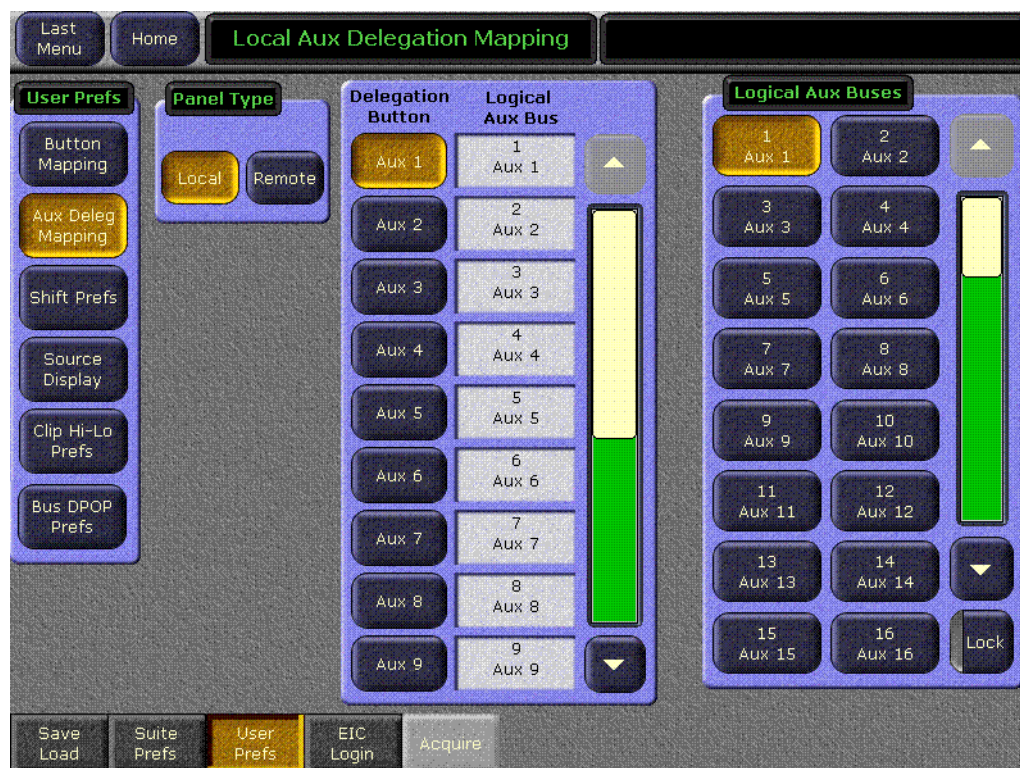 Last
Menu
Home
Local Aux Delegation Mapping
User Prefs
Button
Mapping
Aux Deleg
Mapping
Shift Prefs
Source
Display
Clip Hi-Lo
Prefs
Bus DPOP
Prefs
Panel Type
Local
Remote
Delegation
Button
Logical
Aux Bus
Aux 1
1
Aux 1
Aux 2
2
Aux 2
Aux 3
3
Aux 3
Aux 4
4
Aux 4
Aux 5
5
Aux 5
Aux 6
6
Aux 6
Aux 7
7
Aux 7
Aux 8
8
Aux 8
Aux 9
9
Aux 9
Logical Aux Buses
1
Aux 1
2
Aux 2
3
Aux 3
4
Aux 4
5
Aux 5
6
Aux 6
7
Aux 7
8
Aux 8
9
Aux 9
10
Aux 10
11
Aux 11
12
Aux 12
13
Aux 13
14
Aux 14
15
Aux 15
16
Aux 16
Lock
Save
Load
Suite
Prefs
User
Prefs
EIC
Login
Acquire